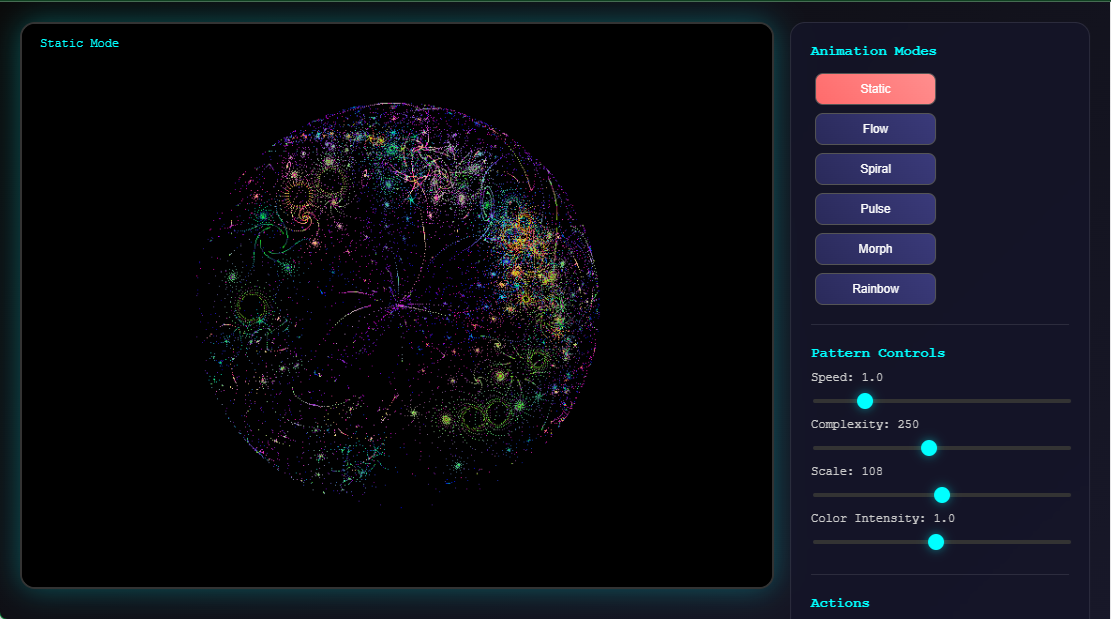 Static Mode
Animation Modes
Static
Flow
Spiral
Pulse
Morph
Rainbow
Pattern Controls
Speed: 1.0
Complexity: 250
Scale: 108
Color Intensity: 1.0
Actions